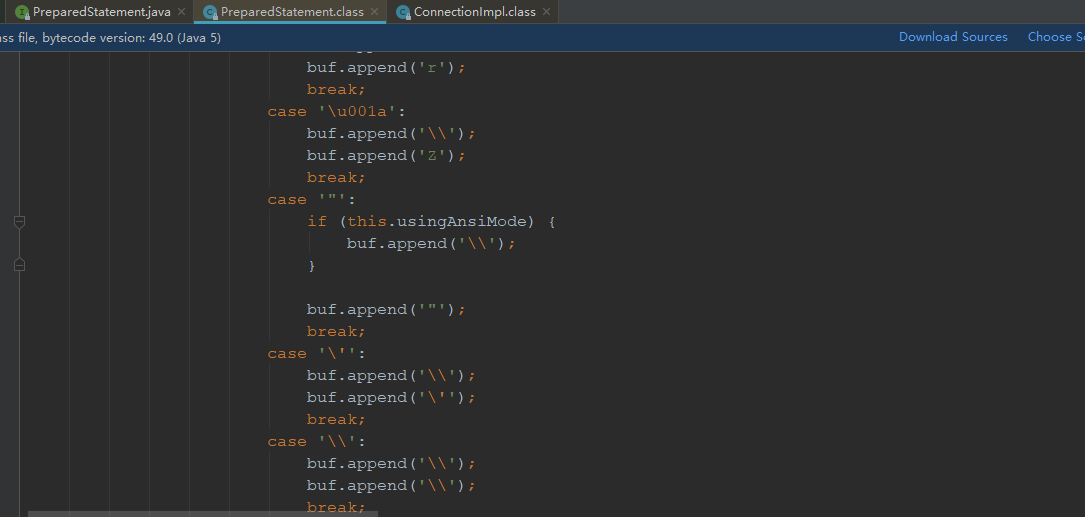 PreparedStatement.java × PreparedStatement.class × ConnectionImpl.class ×
ss file, bytecode version: 49.0 (Java 5) Download Sources Choose S
buf.append('r');
break;
case '\u001a':
buf.append('\\');
buf.append('Z');
break;
case '"':
if (this.usingAnsiMode) {
buf.append('\\');
}
buf.append('"');
break;
case '\'':
buf.append('\\');
buf.append('\'');
break;
case '\\':
buf.append('\\');
buf.append('\\');
break;